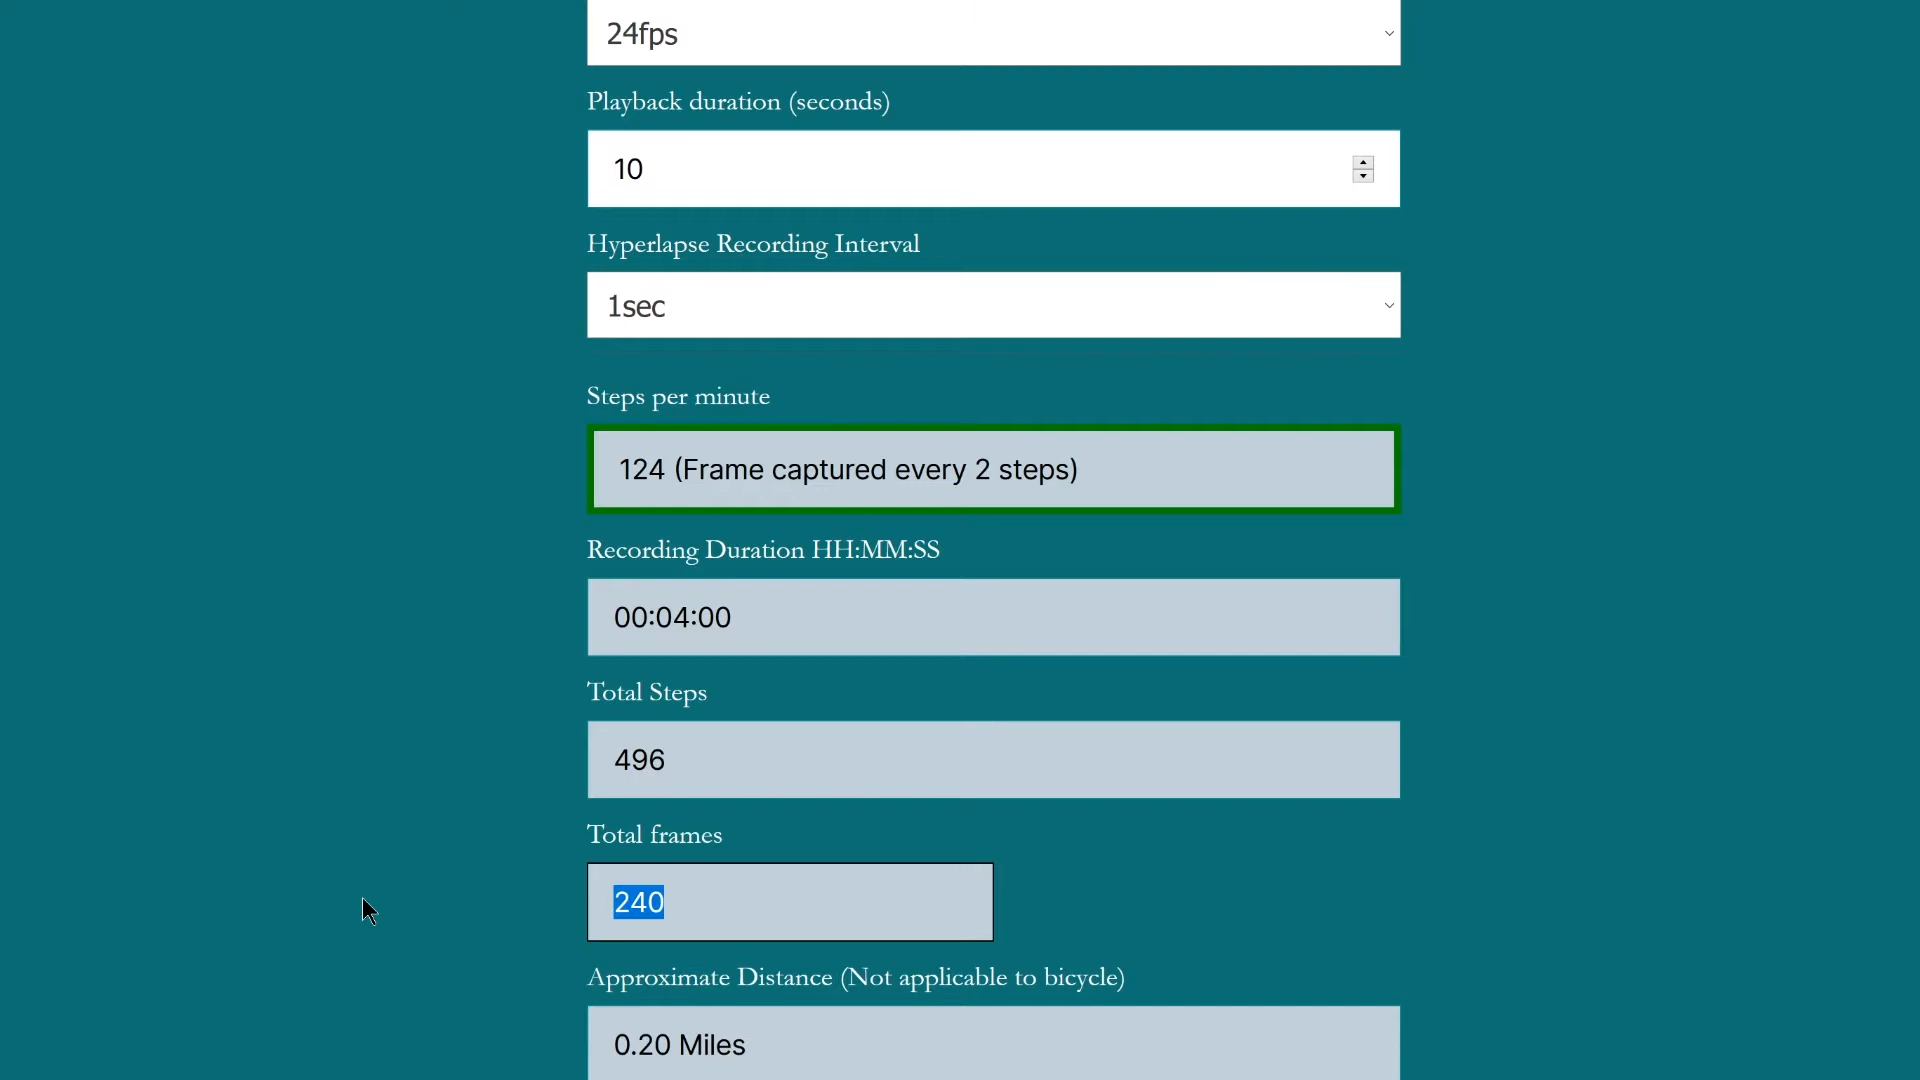 24fps
Playback duration (seconds)
10
Hyperlapse Recording Interval
1sec
Steps per minute
124 (Frame captured every 2 steps)
Recording Duration HH:MM:SS
00:04:00
Total Steps
496
Total frames
240
Approximate Distance (Not applicable to bicycle)
0.20 Miles